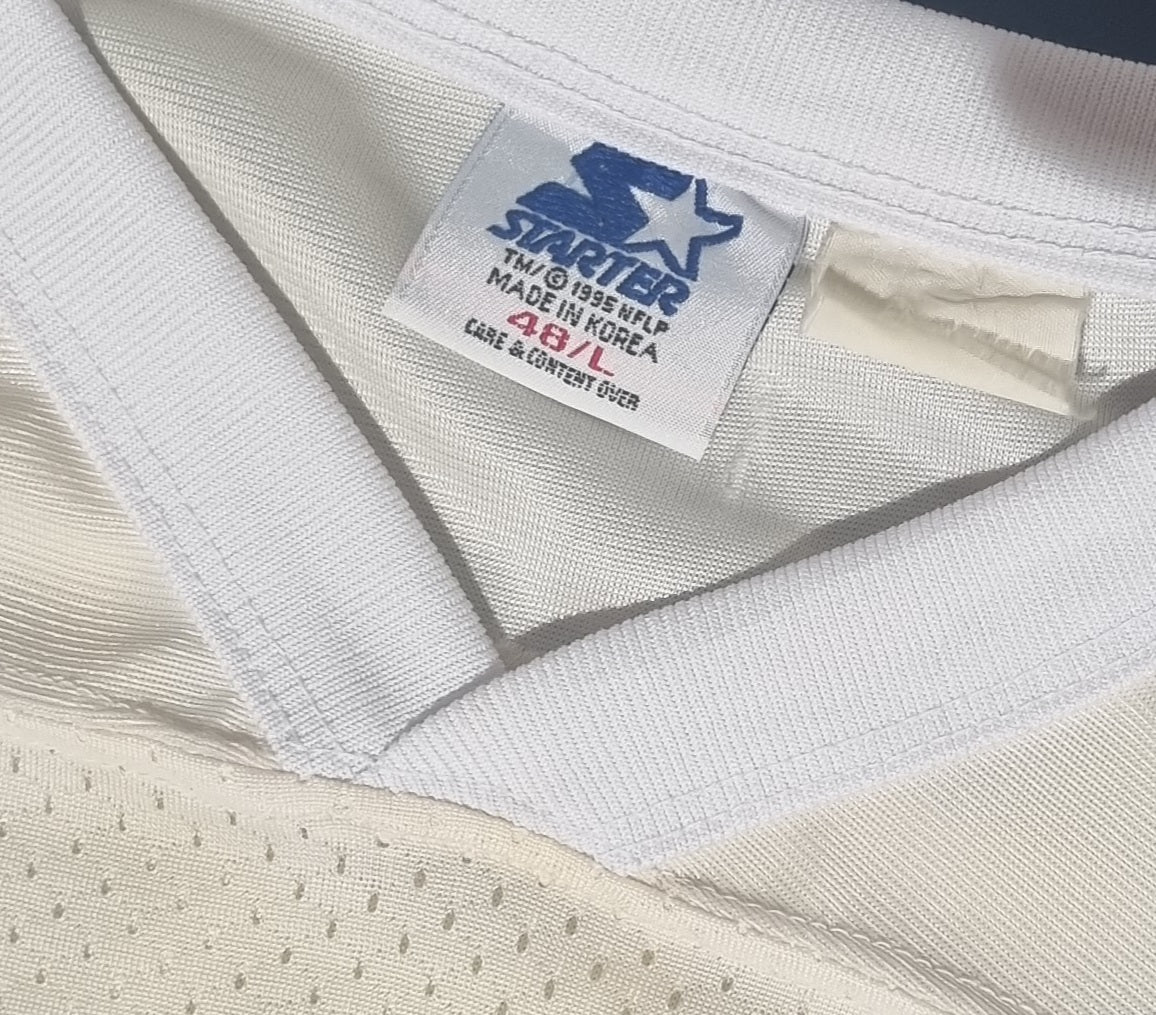 STARTER
TM/© 1995 NFLP
MADE IN KOREA
48/L
CARE & CONTENT OVER